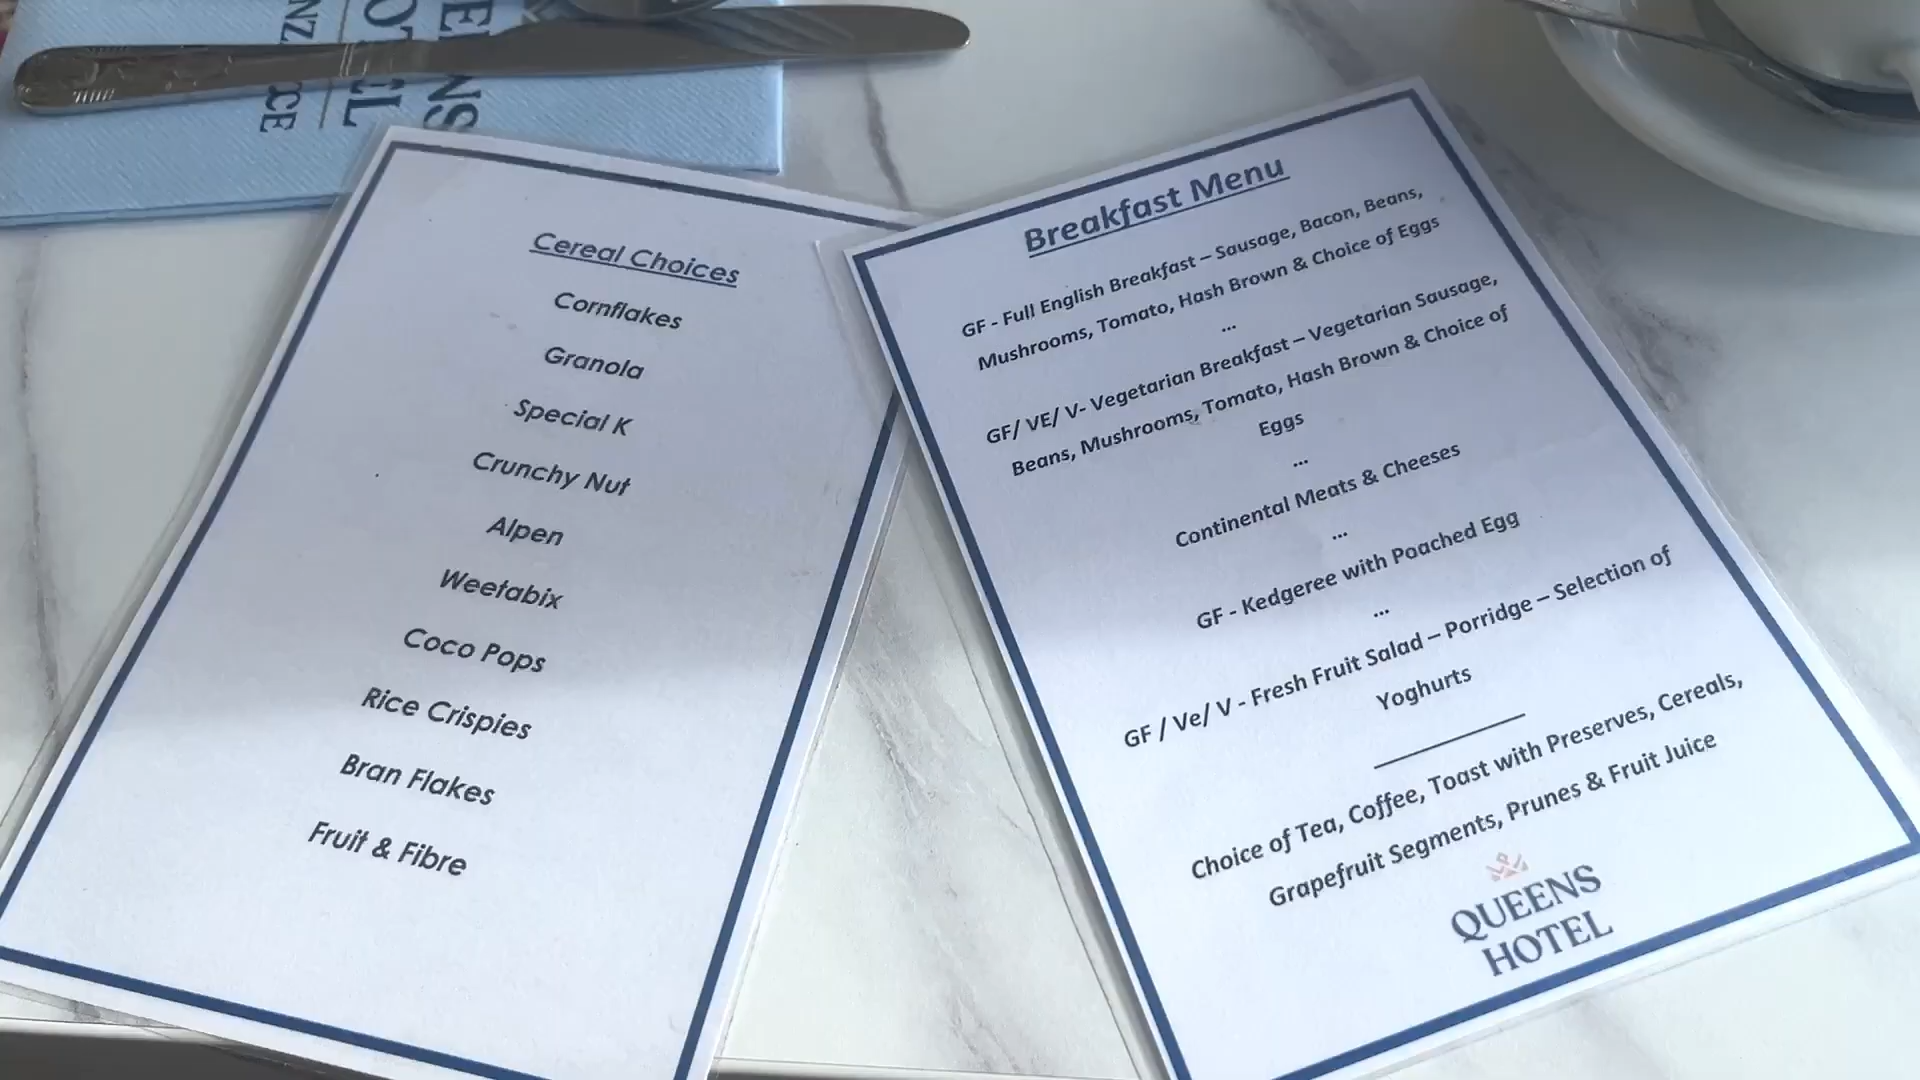 QUEENS
HOTEL
Cereal Choices
Cornflakes
Granola
Special K
Crunchy Nut
Alpen
Weetabix
Coco Pops
Rice Crispies
Bran Flakes
Fruit & Fibre
Breakfast Menu
GF - Full English Breakfast – Sausage, Bacon, Beans,
Mushrooms, Tomato, Hash Brown & Choice of Eggs
...
GF/ VE/ V- Vegetarian Breakfast – Vegetarian Sausage,
Beans, Mushrooms, Tomato, Hash Brown & Choice of
Eggs
...
Continental Meats & Cheeses
...
GF - Kedgeree with Poached Egg
...
GF / Ve/ V - Fresh Fruit Salad – Porridge – Selection of
Yoghurts
Choice of Tea, Coffee, Toast with Preserves, Cereals,
Grapefruit Segments, Prunes & Fruit Juice
QUEENS
HOTEL